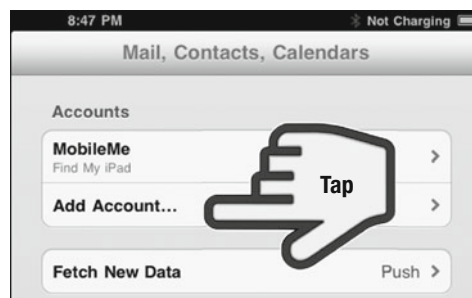 8:47 PM Not Charging
Mail, Contacts, Calendars
Accounts
MobileMe
Find My iPad
Tap
Add Account...
Fetch New Data Push